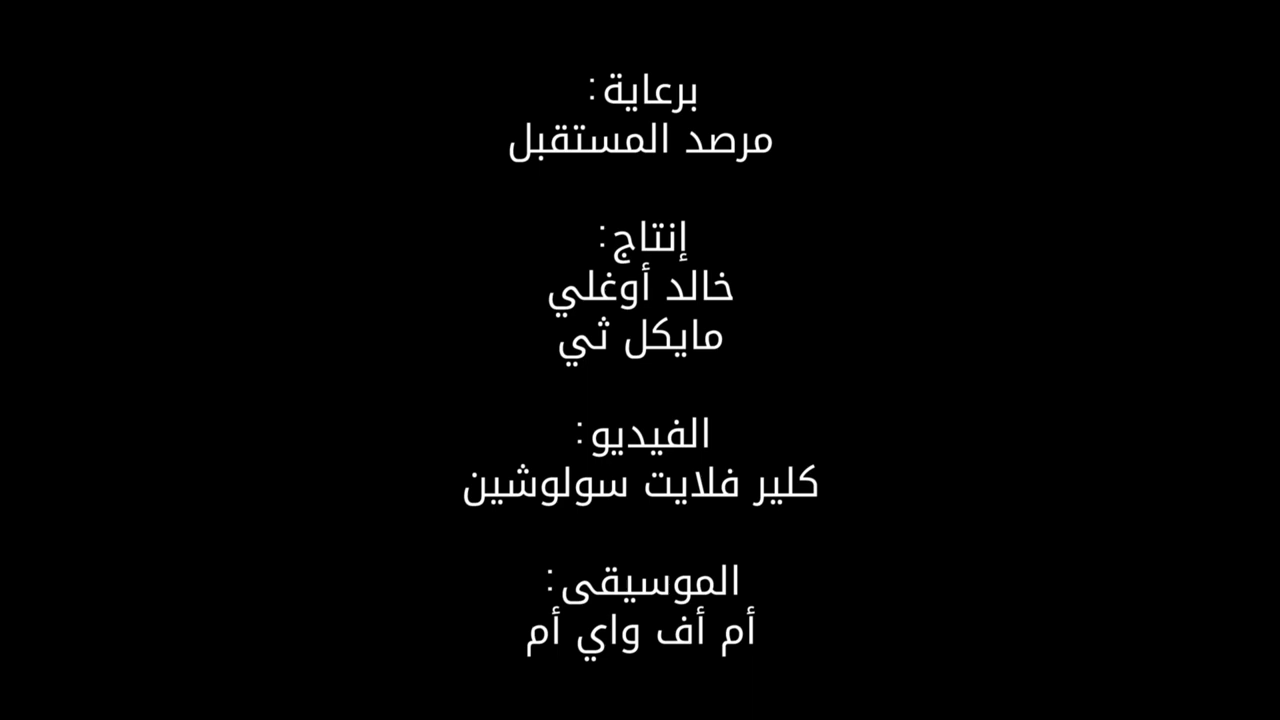 برعاية:
مرصد المستقبل
إنتاج:
خالد أوغلي
مايكل ثي
الفيديو:
كلير فلايت سولوشين
الموسيقى:
أم أف واي أم